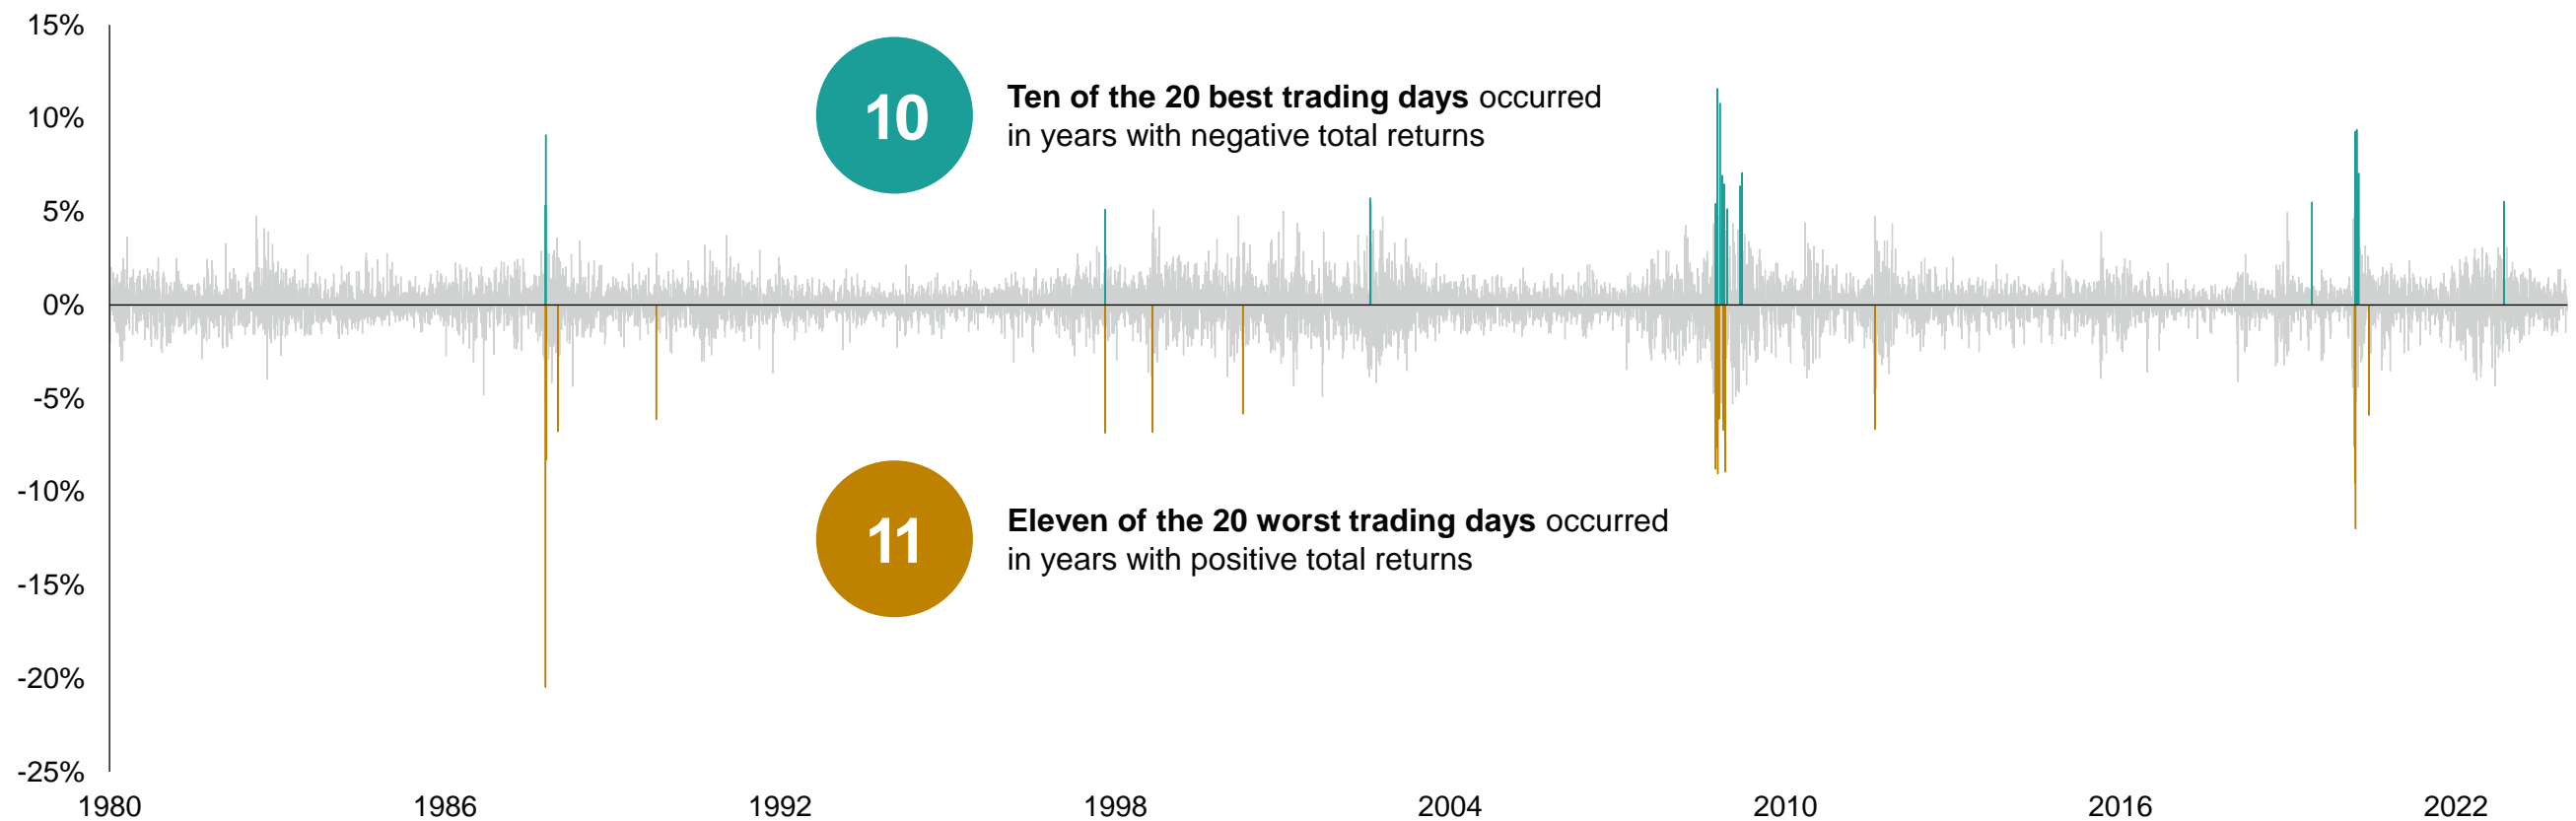 15%
10%
5%
0%
-5%
-10%
-15%
-20%
-25%
10
Ten of the 20 best trading days occurred
in years with negative total returns
11
Eleven of the 20 worst trading days occurred
in years with positive total returns
1980 1986 1992 1998 2004 2010 2016 2022